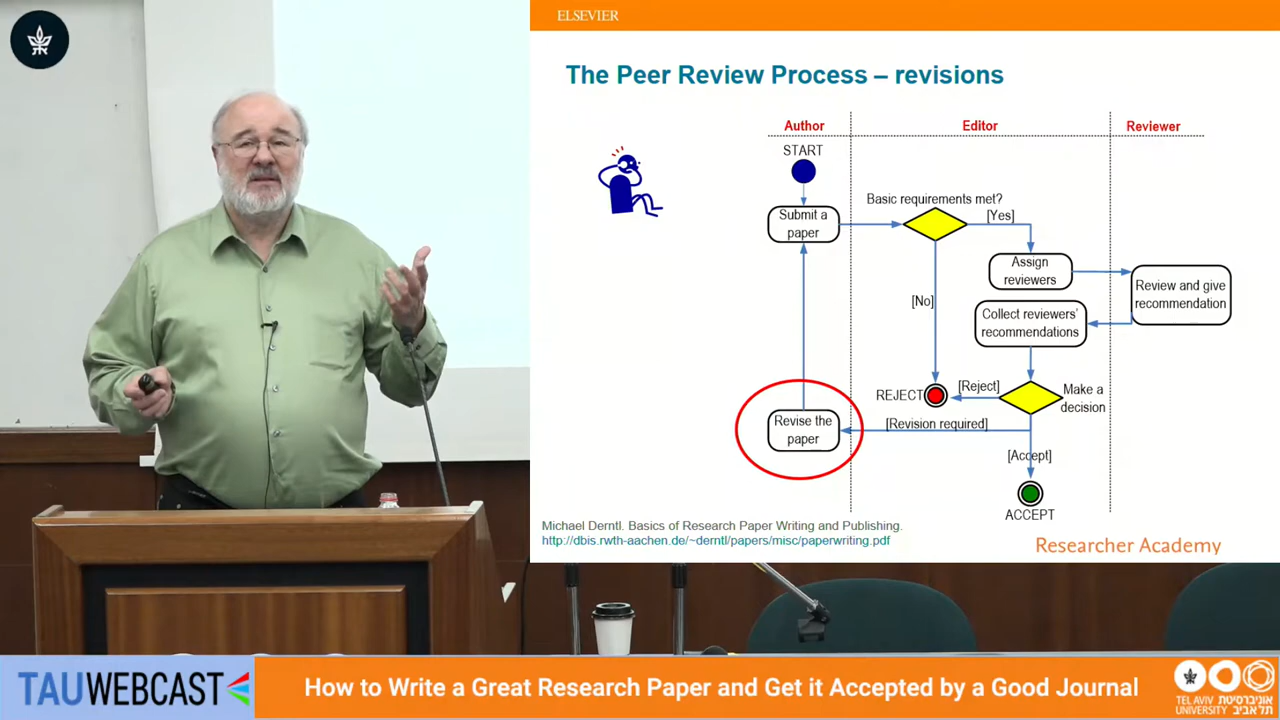 ELSEVIER
The Peer Review Process – revisions
Author
Editor
Reviewer
START
Submit a
paper
Basic requirements met?
[Yes]
[No]
Assign
reviewers
Review and give
recommendation
Collect reviewers'
recommendations
REJECT
[Reject]
Make a
decision
Revise the
paper
[Revision required]
[Accept]
ACCEPT
Michael Derntl. Basics of Research Paper Writing and Publishing.
http://dbis.rwth-aachen.de/~derntl/papers/misc/paperwriting.pdf
Researcher Academy
TAUWEBCAST
How to Write a Great Research Paper and Get it Accepted by a Good Journal
TEL AVIV
UNIVERSITY
אוניברסיטת
תל אביב